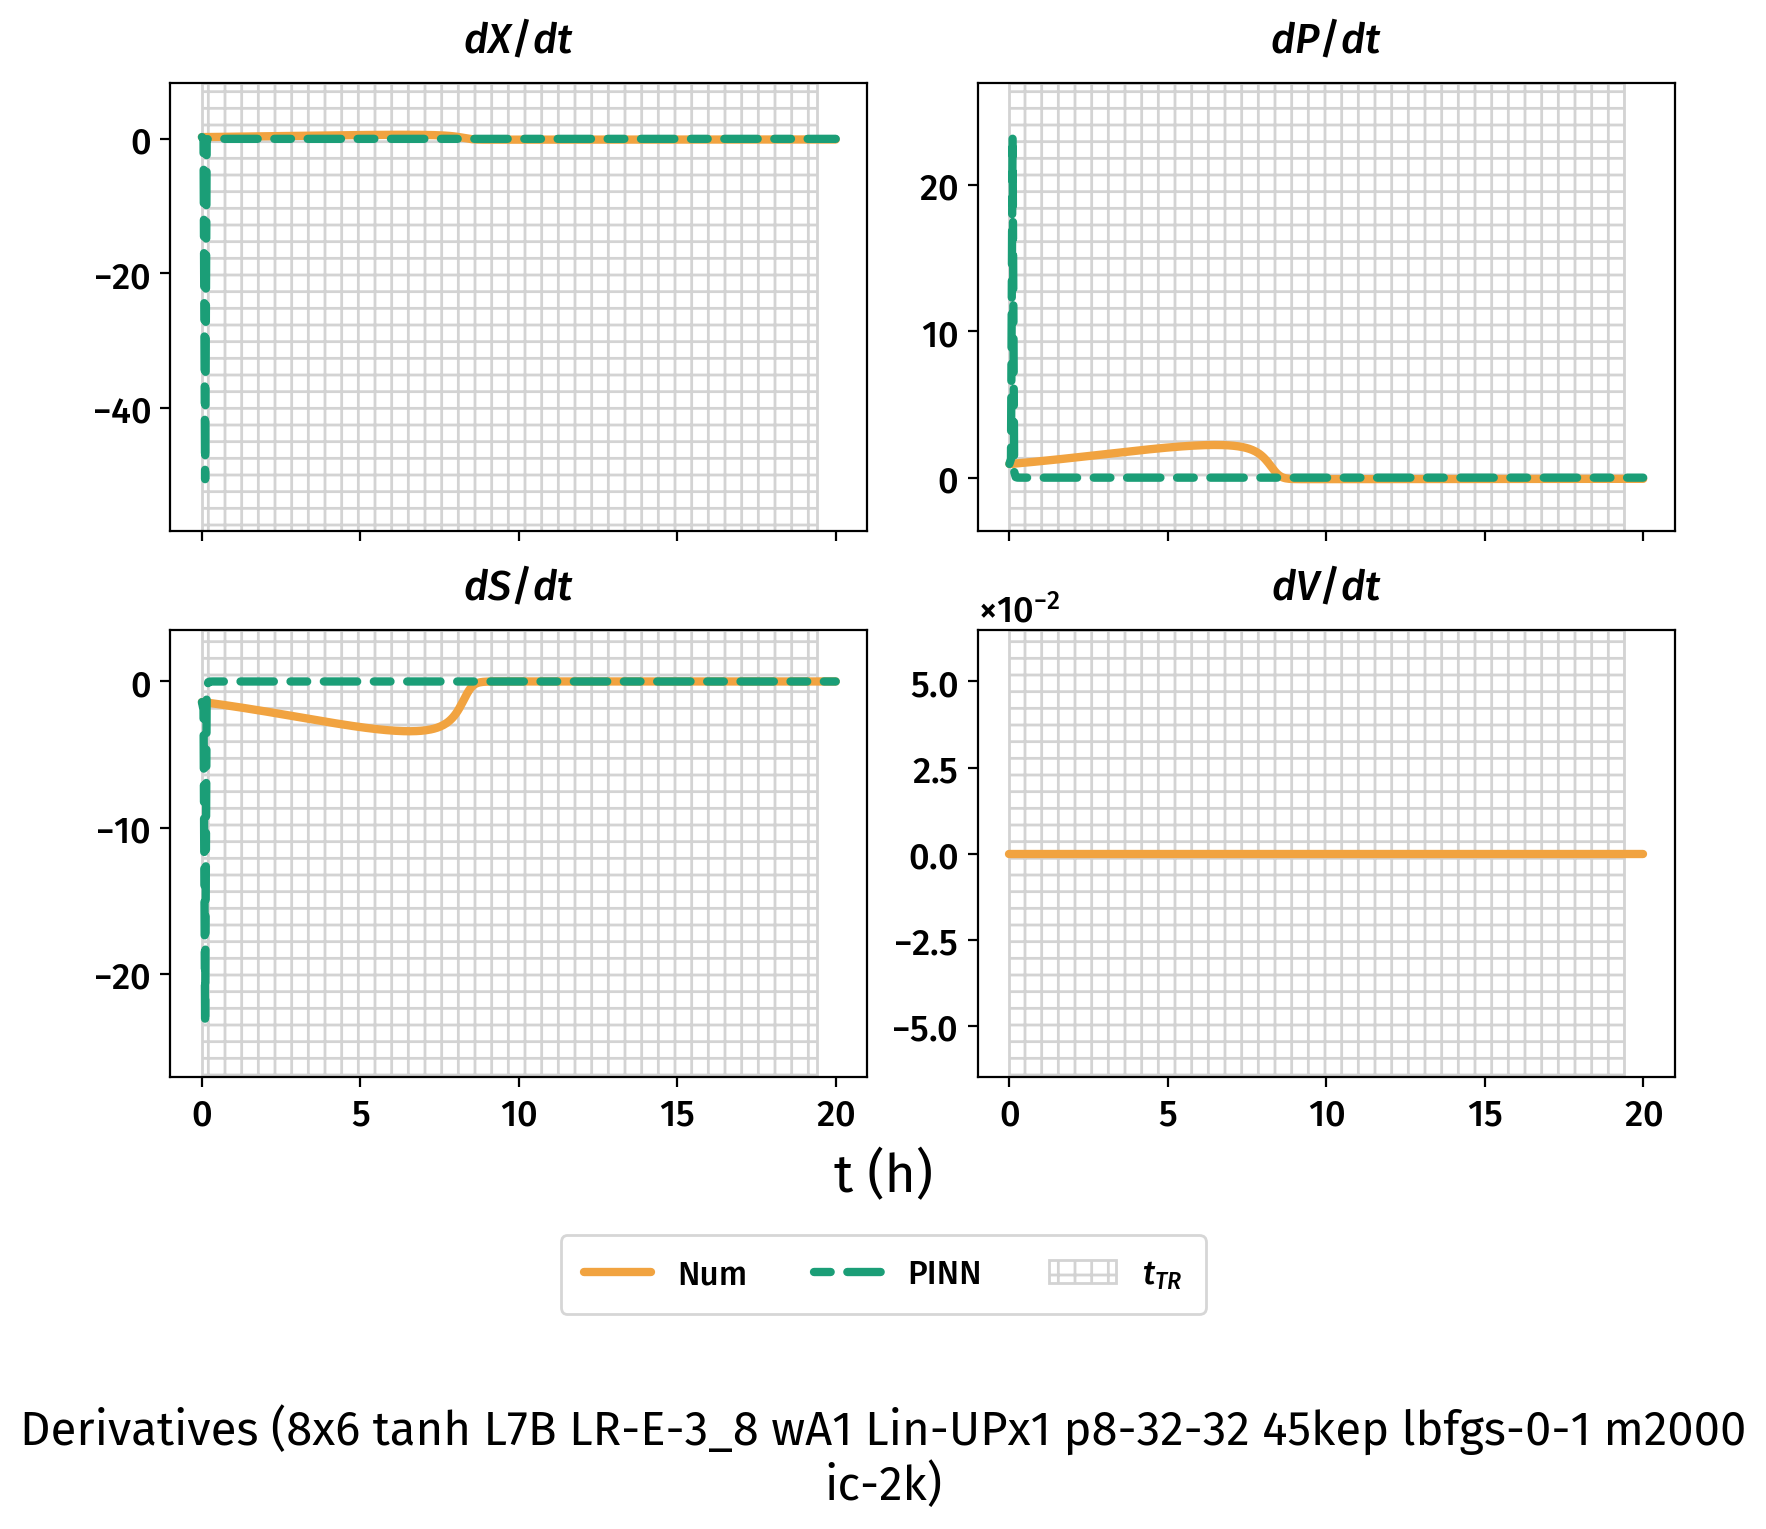 dX/dt
dP/dt
0
−20
−40
20
10
0
dS/dt
dV/dt
×10⁻²
0
−10
−20
5.0
2.5
0.0
−2.5
−5.0
0 5 10 15 20
0 5 10 15 20
t (h)
Num PINN t_TR
Derivatives (8x6 tanh L7B LR-E-3_8 wA1 Lin-UPx1 p8-32-32 45kep lbfgs-0-1 m2000
ic-2k)